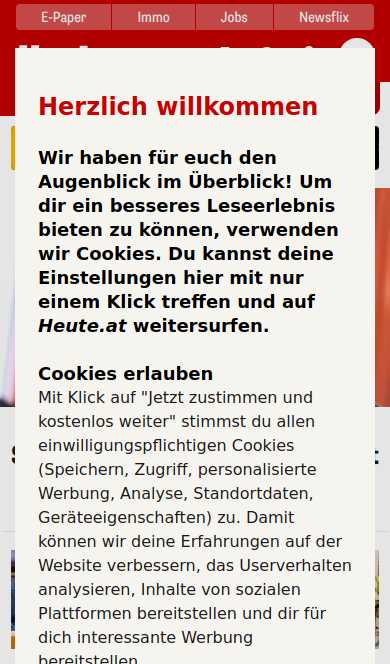 E-Paper Immo Jobs Newsflix
Herzlich willkommen
Wir haben für euch den
Augenblick im Überblick! Um
dir ein besseres Leseerlebnis
bieten zu können, verwenden
wir Cookies. Du kannst deine
Einstellungen hier mit nur
einem Klick treffen und auf
Heute.at weitersurfen.
Cookies erlauben
Mit Klick auf "Jetzt zustimmen und
kostenlos weiter" stimmst du allen
einwilligungspflichtigen Cookies
(Speichern, Zugriff, personalisierte
Werbung, Analyse, Standortdaten,
Geräteeigenschaften) zu. Damit
können wir deine Erfahrungen auf der
Website verbessern, das Userverhalten
analysieren, Inhalte von sozialen
Plattformen bereitstellen und dir für
dich interessante Werbung
bereitstellen